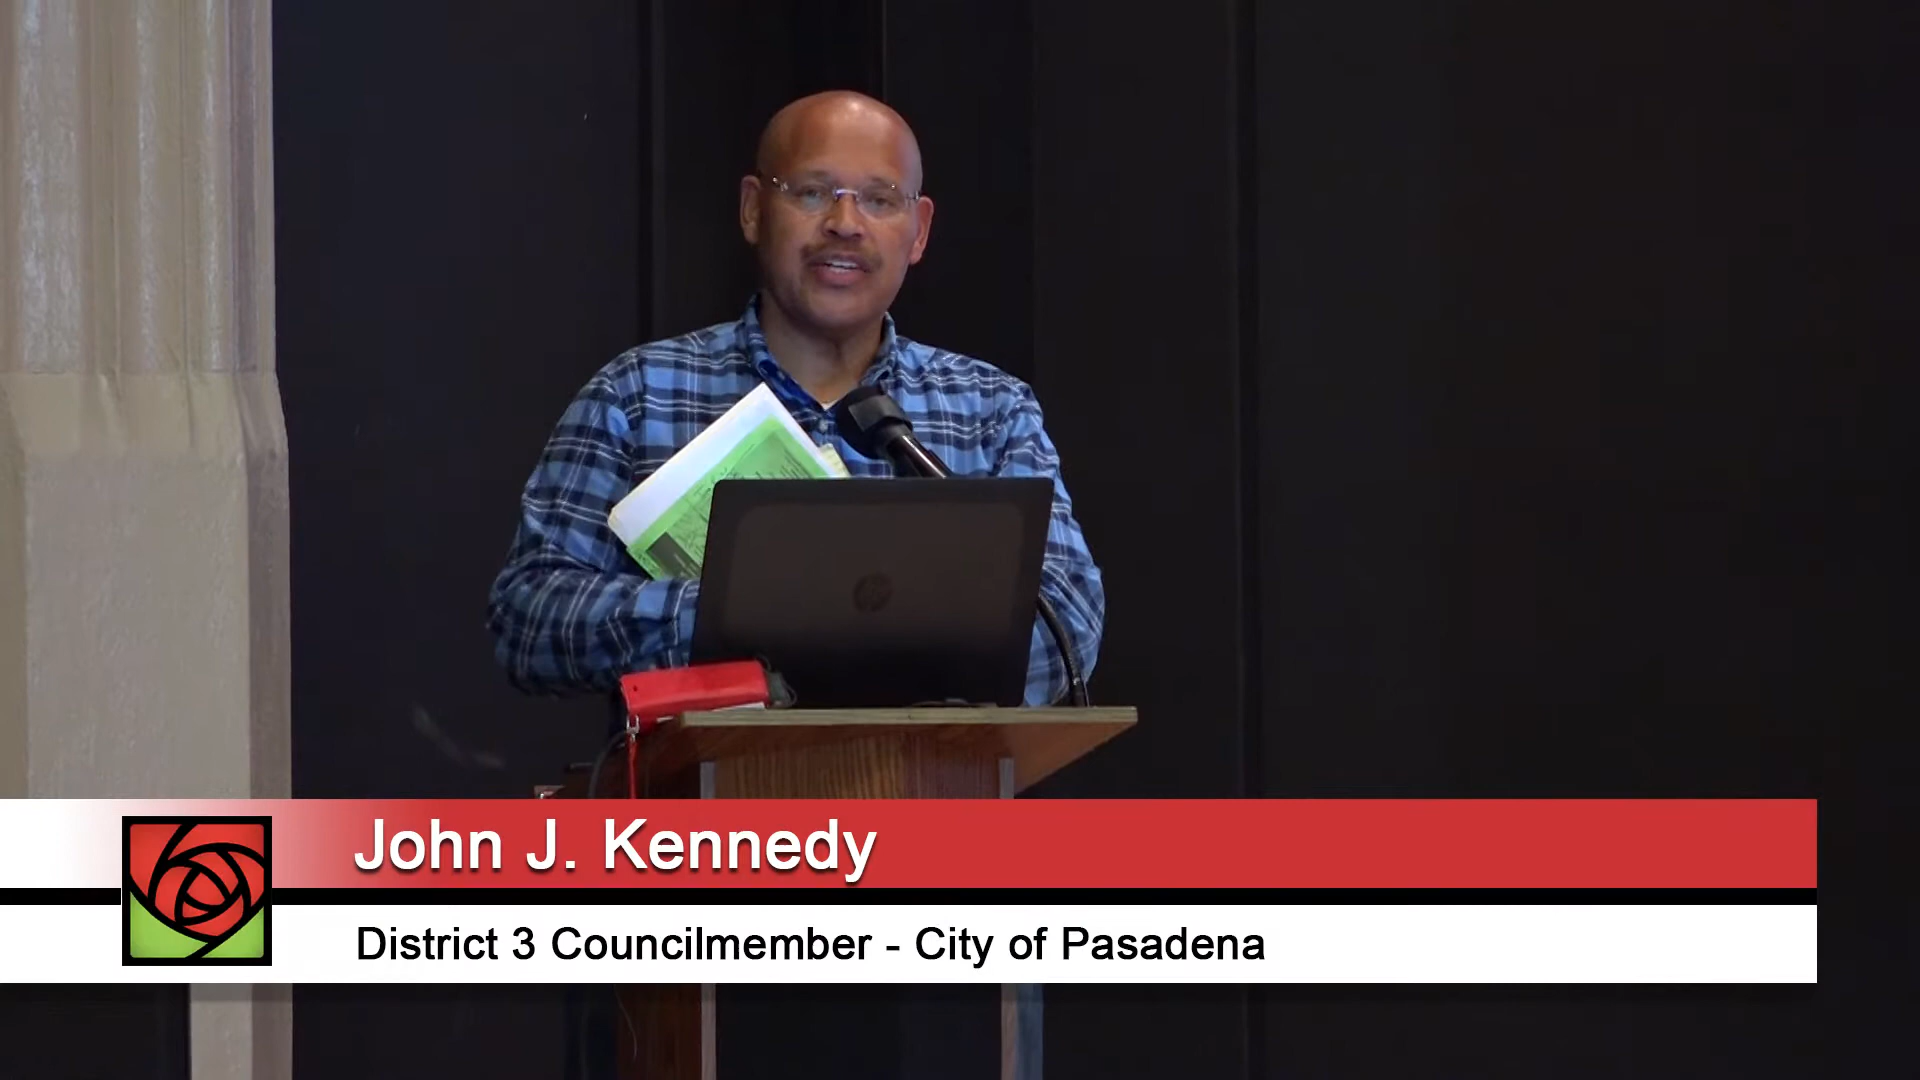 John J. Kennedy
District 3 Councilmember - City of Pasadena